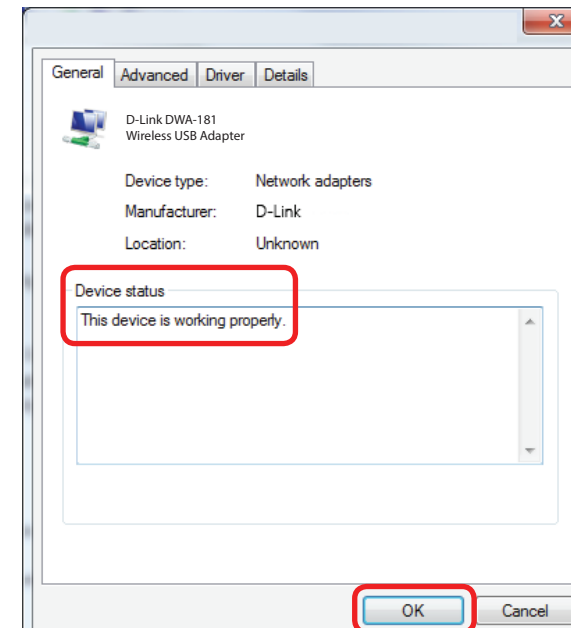 General Advanced Driver Details
D-Link DWA-181
Wireless USB Adapter
Device type: Network adapters
Manufacturer: D-Link
Location: Unknown
Device status
This device is working properly.
OK Cancel